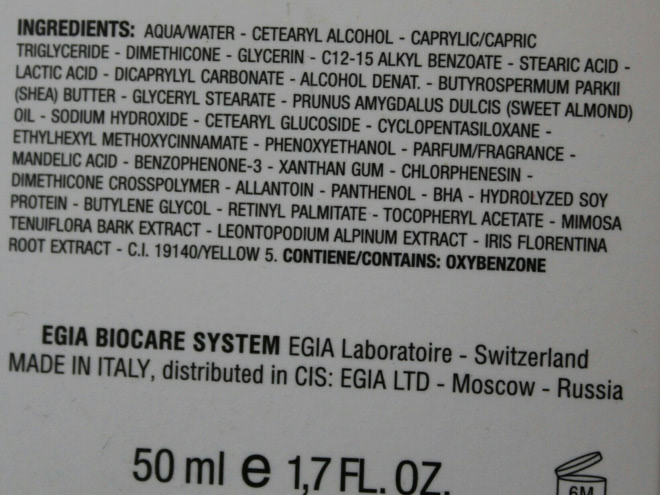 INGREDIENTS: AQUA/WATER - CETEARYL ALCOHOL - CAPRYLIC/CAPRIC
TRIGLYCERIDE - DIMETHICONE - GLYCERIN - C12-15 ALKYL BENZOATE - STEARIC ACID -
LACTIC ACID - DICAPRYLYL CARBONATE - ALCOHOL DENAT. - BUTYROSPERMUM PARKII
(SHEA) BUTTER - GLYCERYL STEARATE - PRUNUS AMYGDALUS DULCIS (SWEET ALMOND)
OIL - SODIUM HYDROXIDE - CETEARYL GLUCOSIDE - CYCLOPENTASILOXANE -
ETHYLHEXYL METHOXYCINNAMATE - PHENOXYETHANOL - PARFUM/FRAGRANCE -
MANDELIC ACID - BENZOPHENONE-3 - XANTHAN GUM - CHLORPHENESIN -
DIMETHICONE CROSSPOLYMER - ALLANTOIN - PANTHENOL - BHA - HYDROLYZED SOY
PROTEIN - BUTYLENE GLYCOL - RETINYL PALMITATE - TOCOPHERYL ACETATE - MIMOSA
TENUIFLORA BARK EXTRACT - LEONTOPODIUM ALPINUM EXTRACT - IRIS FLORENTINA
ROOT EXTRACT - C.I. 19140/YELLOW 5. CONTIENE/CONTAINS: OXYBENZONE
EGIA BIOCARE SYSTEM EGIA Laboratoire - Switzerland
MADE IN ITALY, distributed in CIS: EGIA LTD - Moscow - Russia
50 ml e 1,7 FL. OZ.
6M